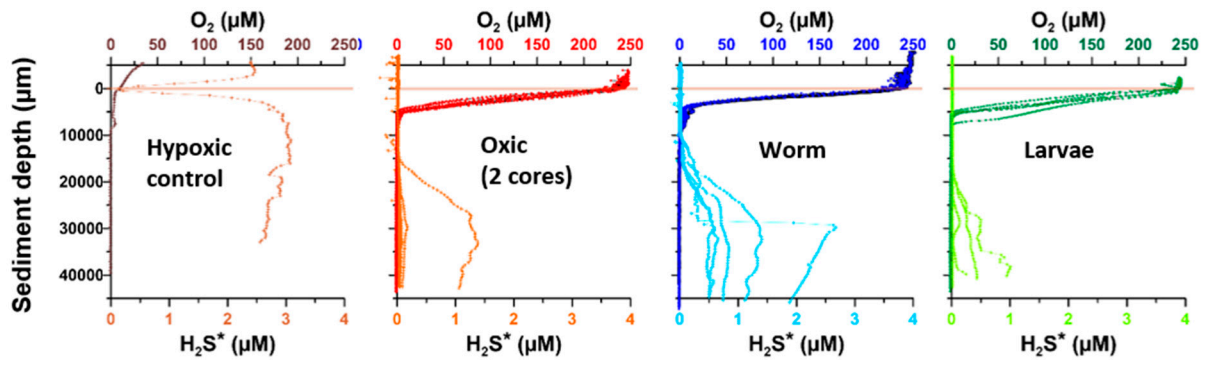 O₂ (µM) O₂ (µM) O₂ (µM) O₂ (µM)
0 50 100 150 200 250 0 50 100 150 200 250 0 50 100 150 200 250 0 50 100 150 200 250
Sediment depth (µm)
0
10000
20000
30000
40000
Hypoxic
control
Oxic
(2 cores)
Worm
Larvae
0 1 2 3 4 0 1 2 3 4 0 1 2 3 4 0 1 2 3 4
H₂S* (µM) H₂S* (µM) H₂S* (µM) H₂S* (µM)